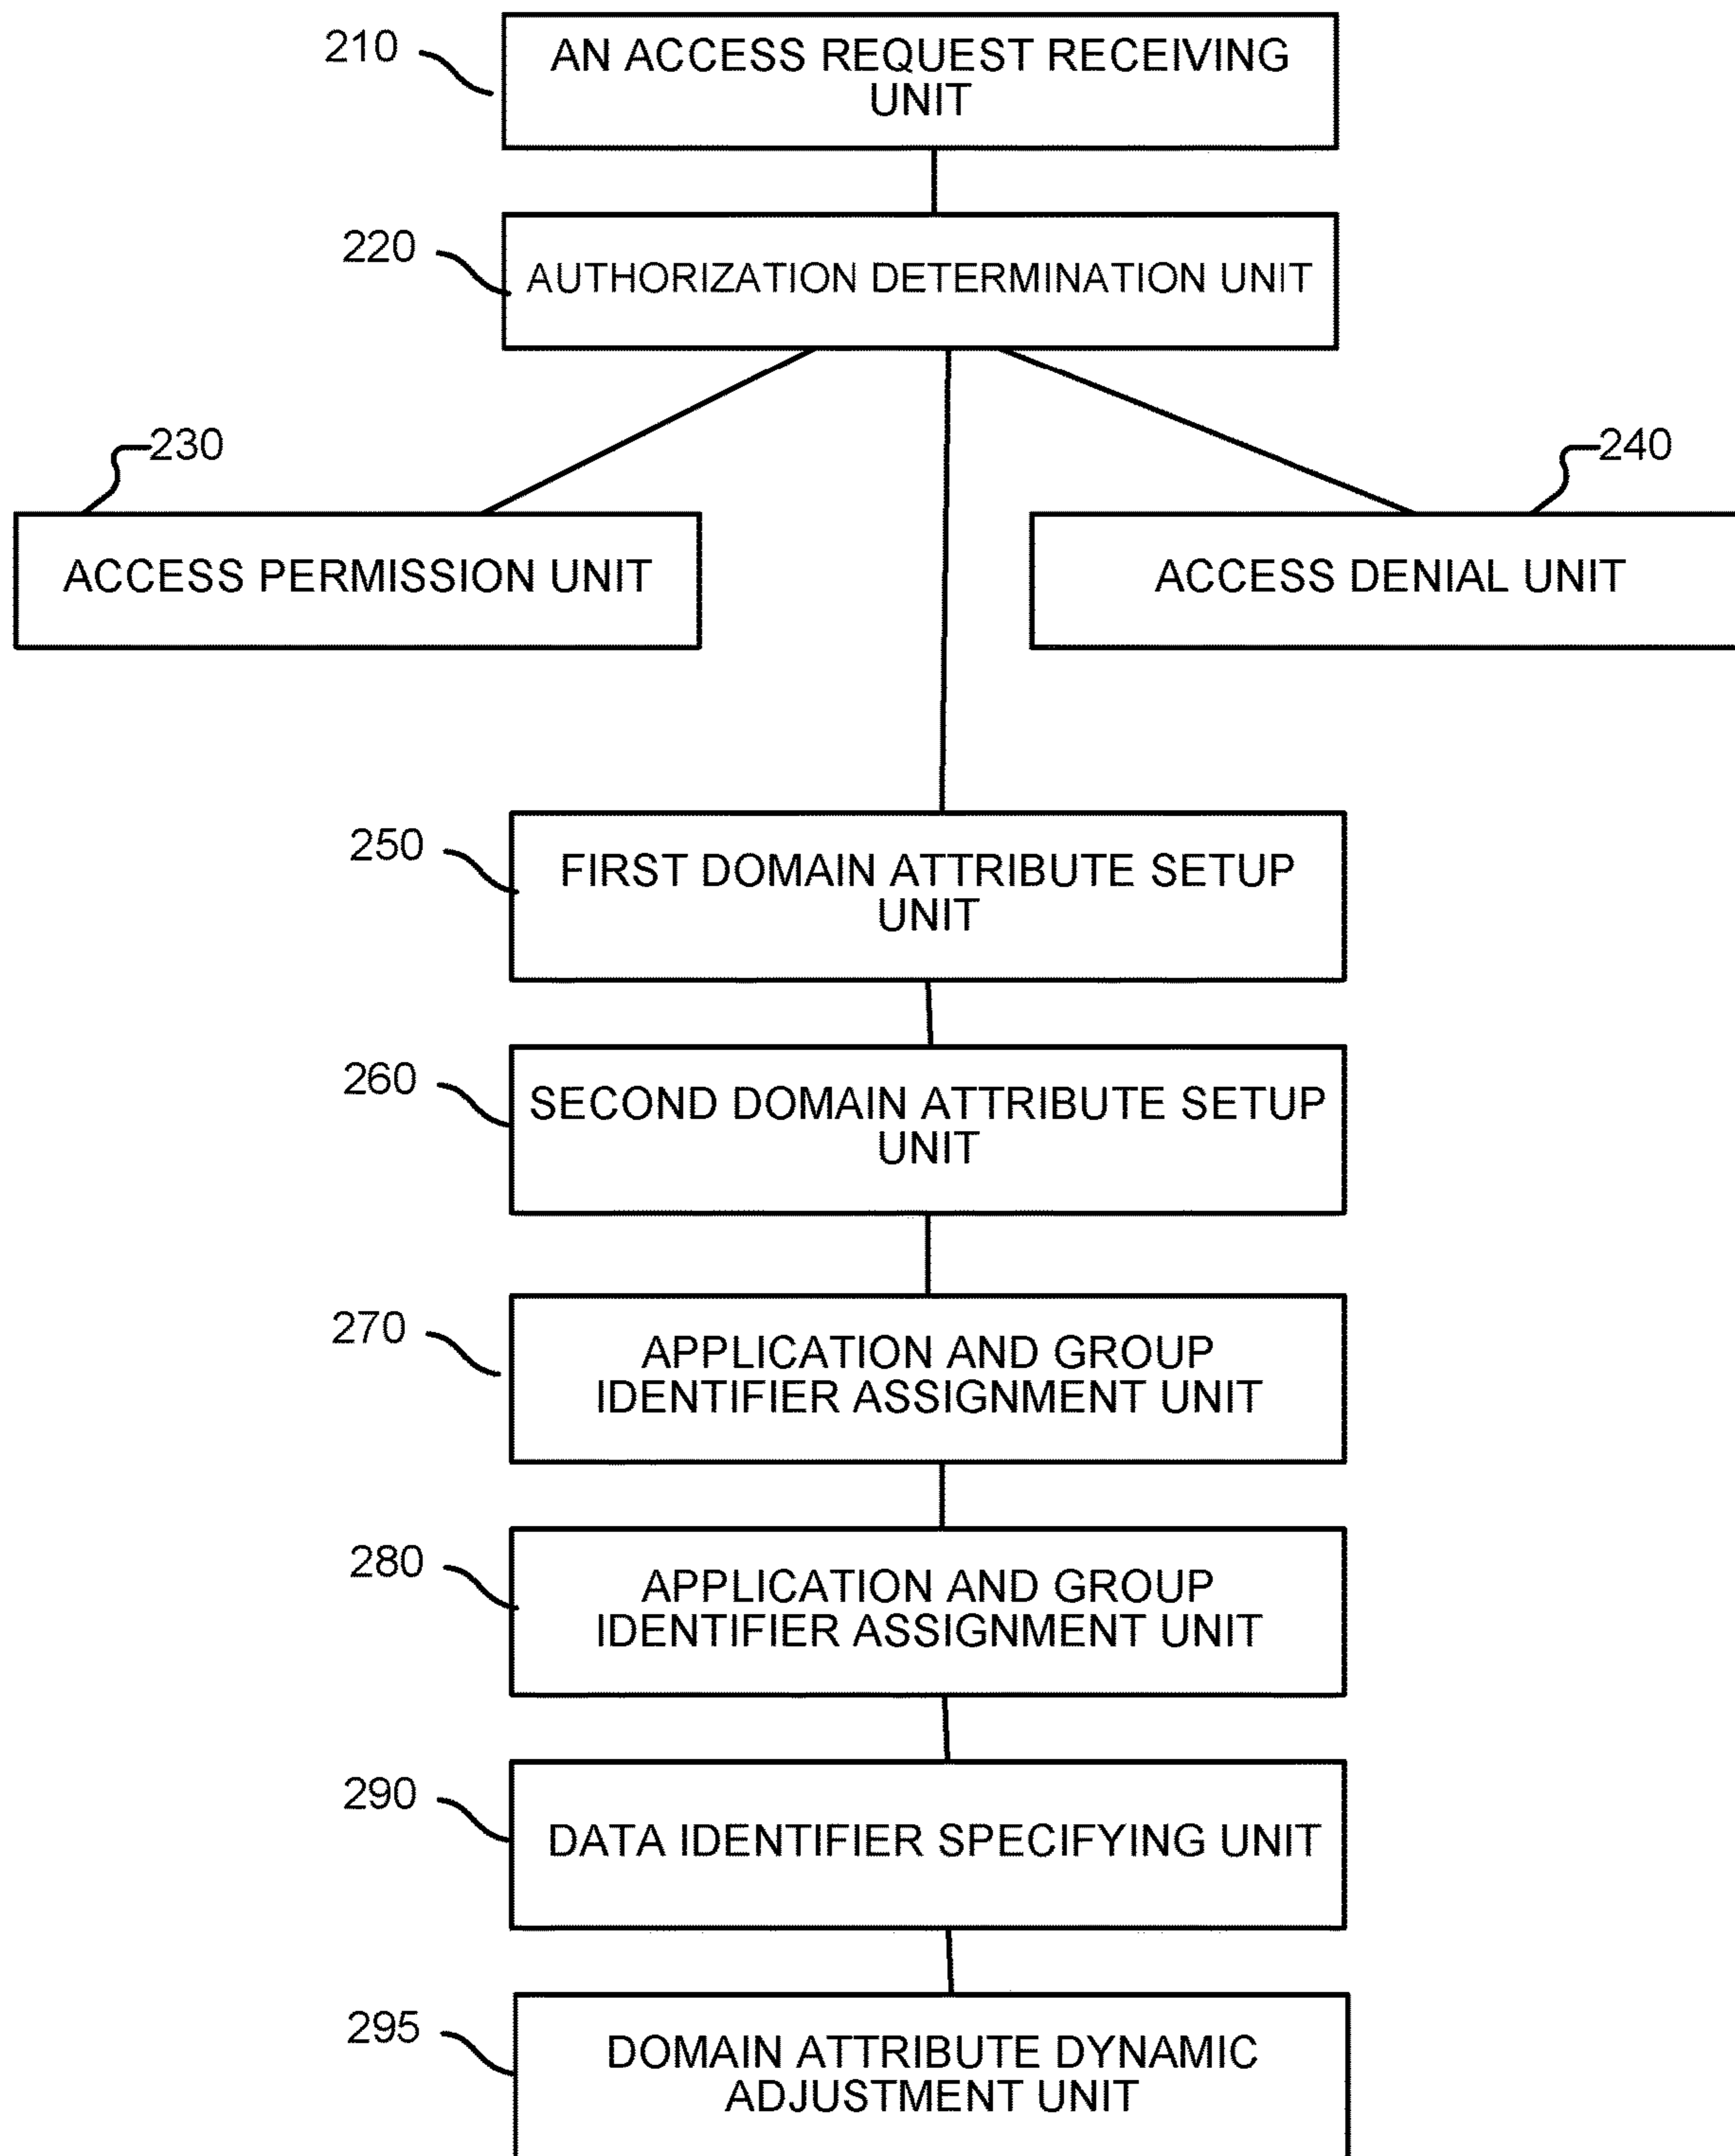 210
AN ACCESS REQUEST RECEIVING
UNIT
220
AUTHORIZATION DETERMINATION UNIT
230
240
ACCESS PERMISSION UNIT
ACCESS DENIAL UNIT
250
FIRST DOMAIN ATTRIBUTE SETUP
UNIT
260
SECOND DOMAIN ATTRIBUTE SETUP
UNIT
270
APPLICATION AND GROUP
IDENTIFIER ASSIGNMENT UNIT
280
APPLICATION AND GROUP
IDENTIFIER ASSIGNMENT UNIT
290
DATA IDENTIFIER SPECIFYING UNIT
295
DOMAIN ATTRIBUTE DYNAMIC
ADJUSTMENT UNIT